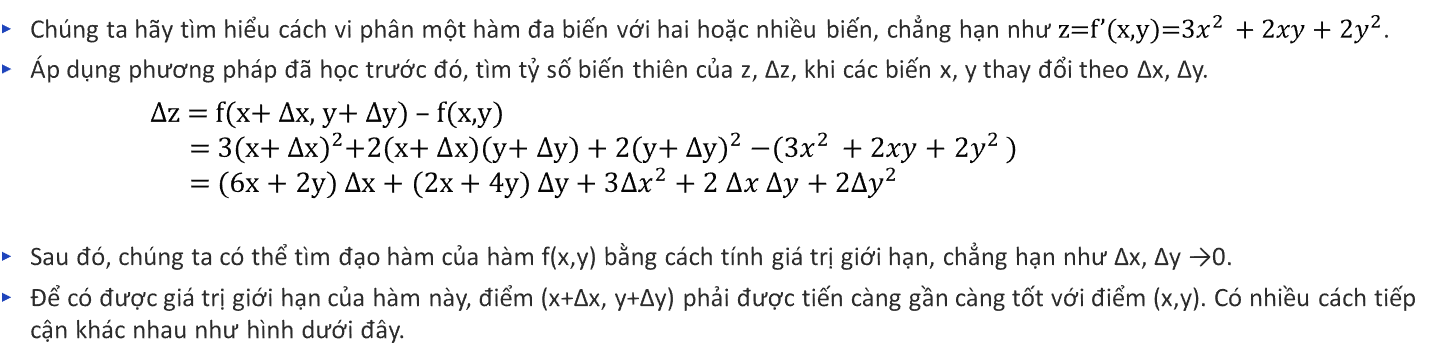 ▸ Chúng ta hãy tìm hiểu cách vi phân một hàm đa biến với hai hoặc nhiều biến, chẳng hạn như z=f’(x,y)=3x² + 2xy + 2y².
▸ Áp dụng phương pháp đã học trước đó, tìm tỷ số biến thiên của z, Δz, khi các biến x, y thay đổi theo Δx, Δy.
Δz = f(x+ Δx, y+ Δy) – f(x,y)
= 3(x+ Δx)²+2(x+ Δx)(y+ Δy) + 2(y+ Δy)² −(3x² + 2xy + 2y² )
= (6x + 2y) Δx + (2x + 4y) Δy + 3Δx² + 2 Δx Δy + 2Δy²
▸ Sau đó, chúng ta có thể tìm đạo hàm của hàm f(x,y) bằng cách tính giá trị giới hạn, chẳng hạn như Δx, Δy →0.
▸ Để có được giá trị giới hạn của hàm này, điểm (x+Δx, y+Δy) phải được tiến càng gần càng tốt với điểm (x,y). Có nhiều cách tiếp
cận khác nhau như hình dưới đây.